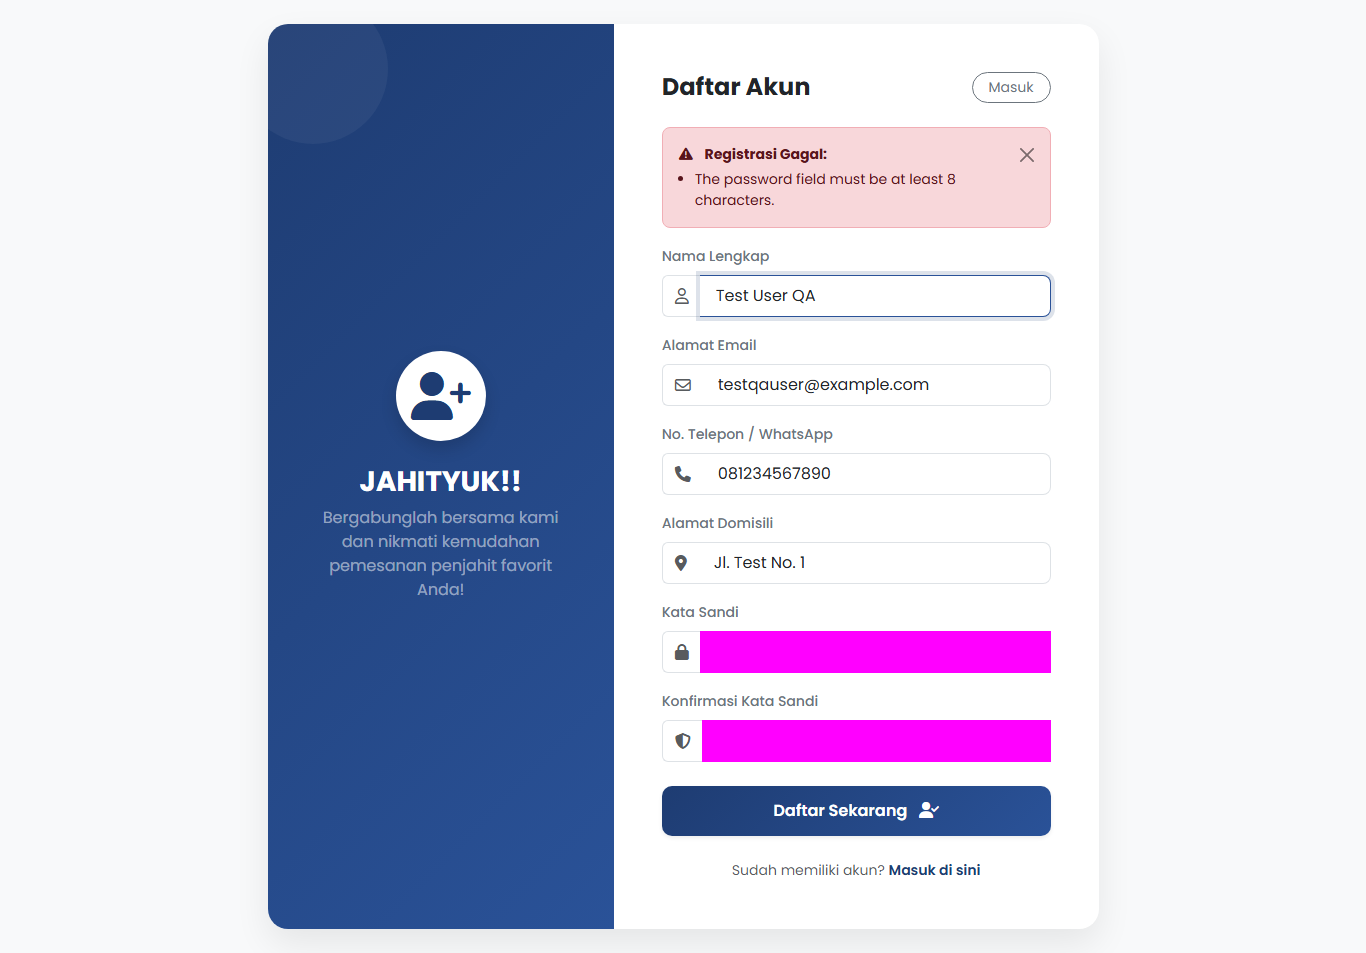 JAHITYUK!!
Bergabunglah bersama kami
dan nikmati kemudahan
pemesanan penjahit favorit
Anda!
Daftar Akun
Masuk
Registrasi Gagal:
The password field must be at least 8
characters.
Nama Lengkap
Test User QA
Alamat Email
testqauser@example.com
No. Telepon / WhatsApp
081234567890
Alamat Domisili
Jl. Test No. 1
Kata Sandi
Konfirmasi Kata Sandi
Daftar Sekarang
Sudah memiliki akun? Masuk di sini